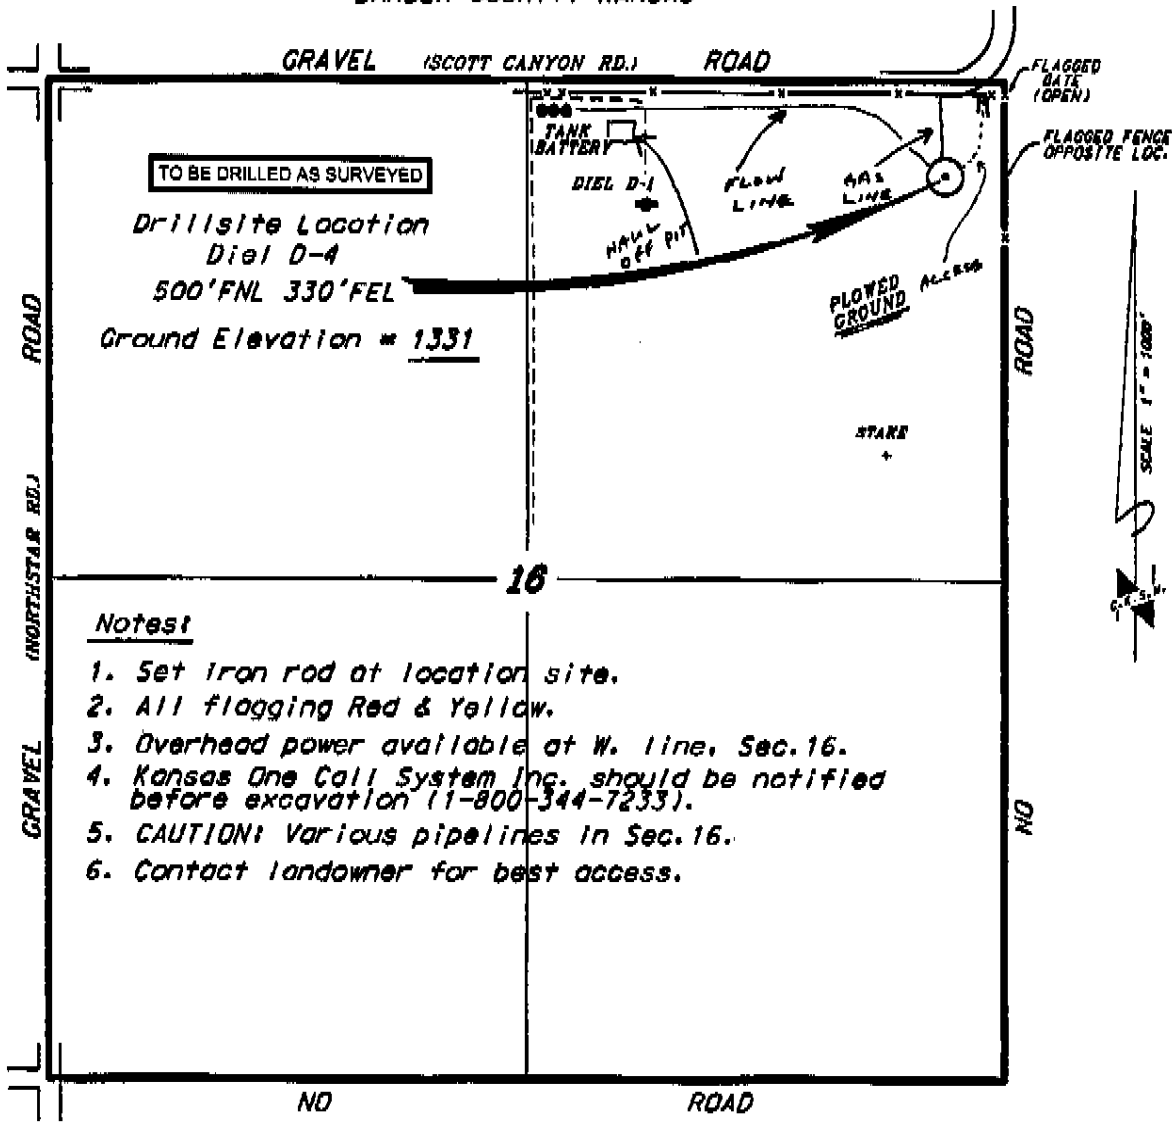 GRAVEL (SCOTT CANYON RD.) ROAD
FLAGGED
GATE
(OPEN)
FLAGGED FENCE
OPPOSITE LOC.
TANK
BATTERY
DIEL D-1
FLOW
LINE
GAS
LINE
HAUL
OFF PIT
TO BE DRILLED AS SURVEYED
Drillsite Location
Diel D-4
500'FNL 330'FEL
Ground Elevation = 1331
PLOWED
GROUND
ACCESS
STAKE
ROAD
(NORTHSTAR RD.)
GRAVEL
ROAD
NO
SCALE 1" = 1000'
16
Notes:
1. Set iron rod at location site.
2. All flagging Red & Yellow.
3. Overhead power available at W. line, Sec.16.
4. Kansas One Call System Inc. should be notified
before excavation (1-800-344-7233).
5. CAUTION: Various pipelines in Sec.16.
6. Contact landowner for best access.
NO ROAD